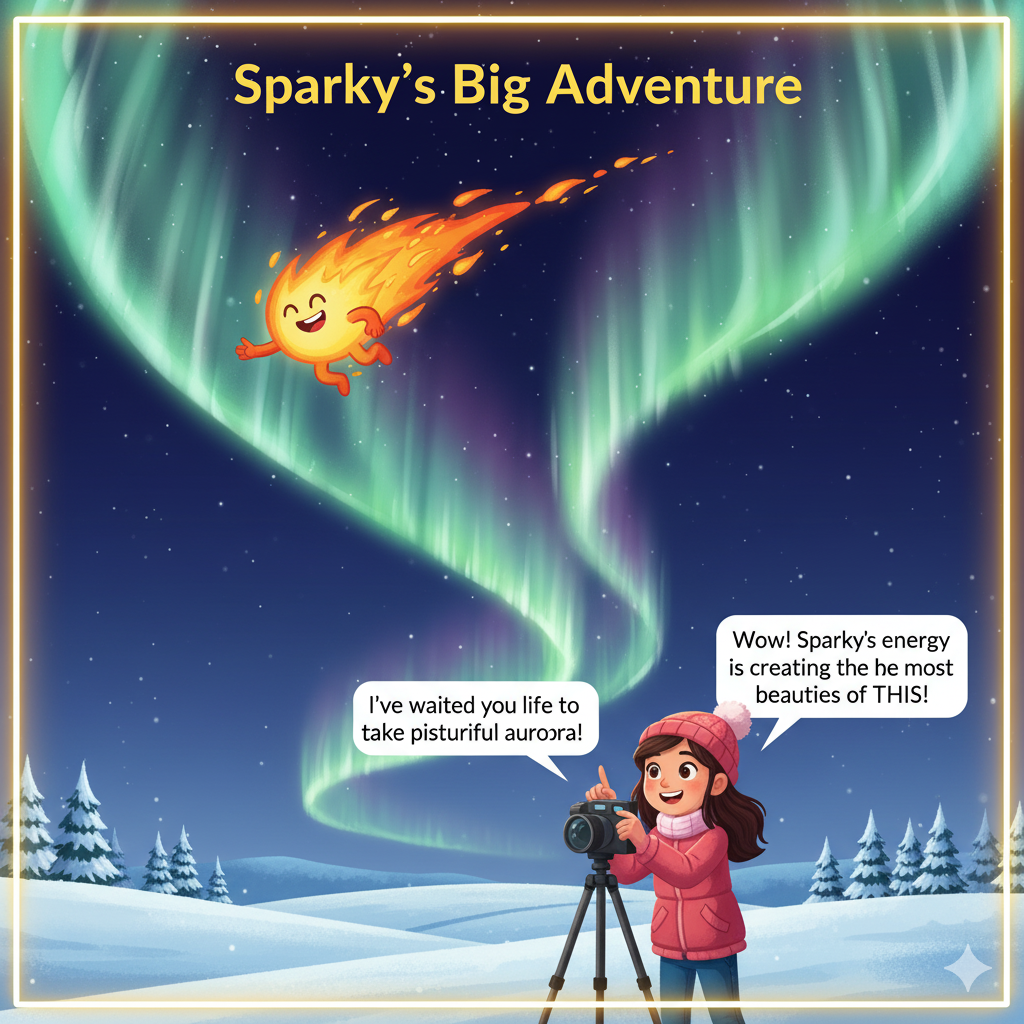 Sparky's Big Adventure
I've waited you life to
take pisturiful auroɔra!
Wow! Sparky's energy
is creating the he most
beauties of THIS!